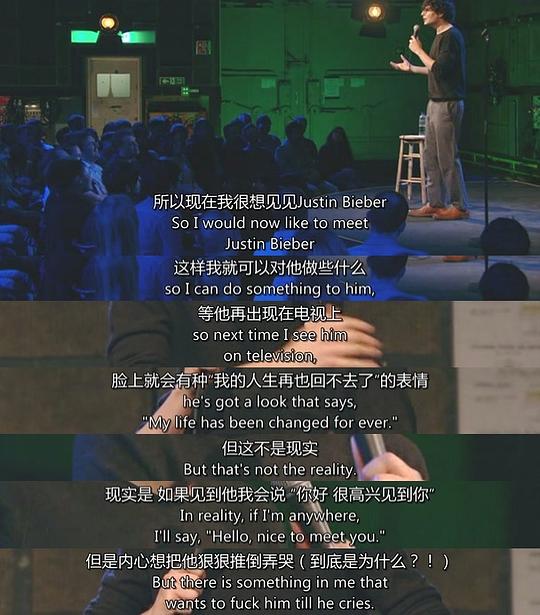 所以现在我很想见见Justin Bieber
So I would now like to meet
Justin Bieber
这样我就可以对他做些什么
so I can do something to him,
等他再出现在电视上
so next time I see him
on television,
脸上就会有种“我的人生再也回不去了”的表情
he's got a look that says,
"My life has been changed for ever."
但这不是现实
But that's not the reality.
现实是 如果见到他我会说 “你好 很高兴见到你”
In reality, if I'm anywhere,
I'll say, "Hello, nice to meet you."
但是内心想把他狠狠推倒弄哭（到底是为什么？！）
But there is something in me that
wants to fuck him till he cries.